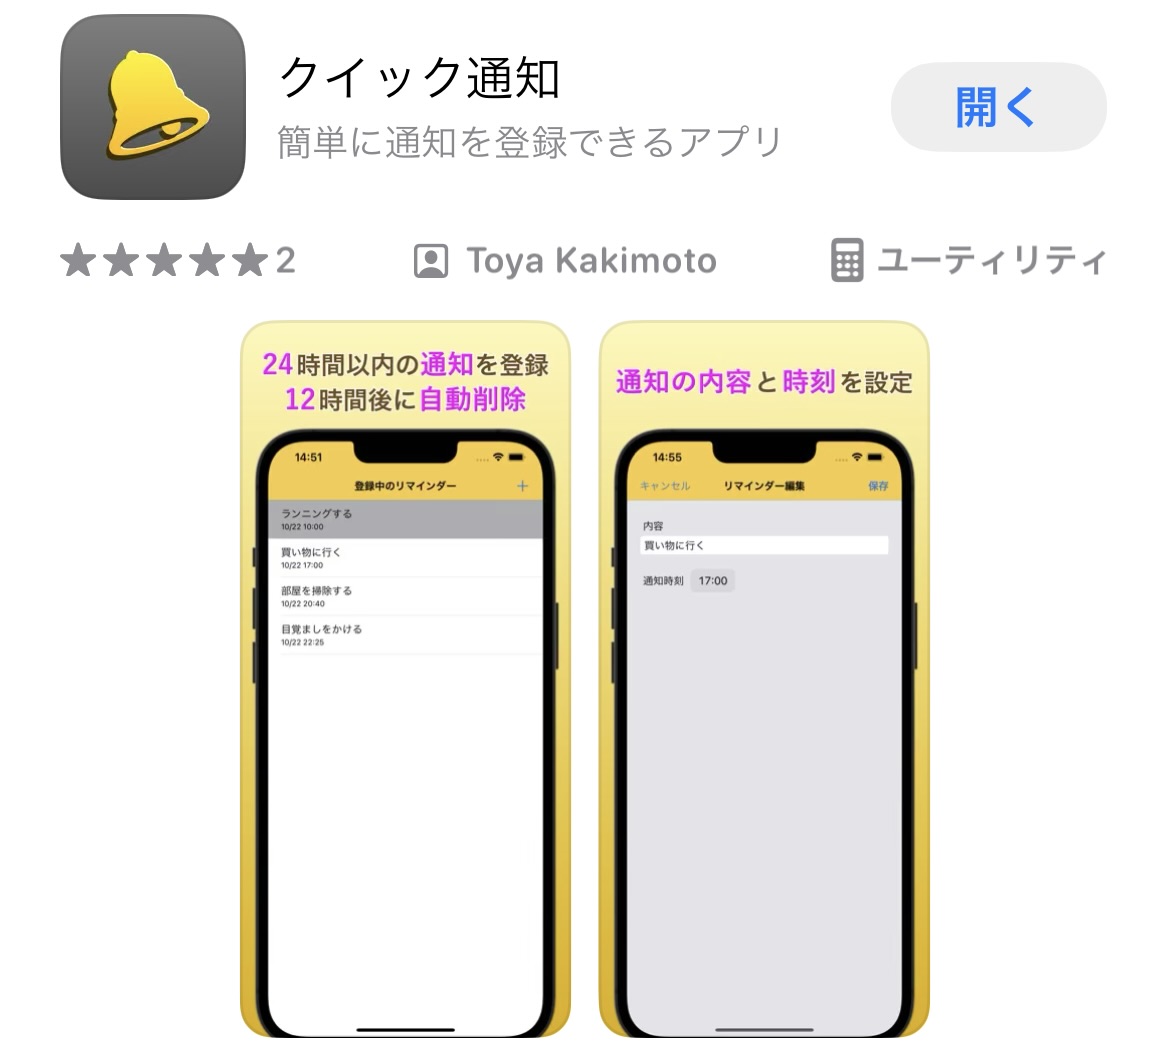 クイック通知
簡単に通知を登録できるアプリ
開く
★★★★★2
Toya Kakimoto
ユーティリティ
24時間以内の通知を登録
12時間後に自動削除
14:51
登録中のリマインダー
+
ランニングする
10/22 10:00
買い物に行く
10/22 17:00
部屋を掃除する
10/22 20:40
目覚ましをかける
10/22 22:25
通知の内容と時刻を設定
14:55
キャンセル リマインダー編集 保存
内容
買い物に行く
通知時刻 17:00